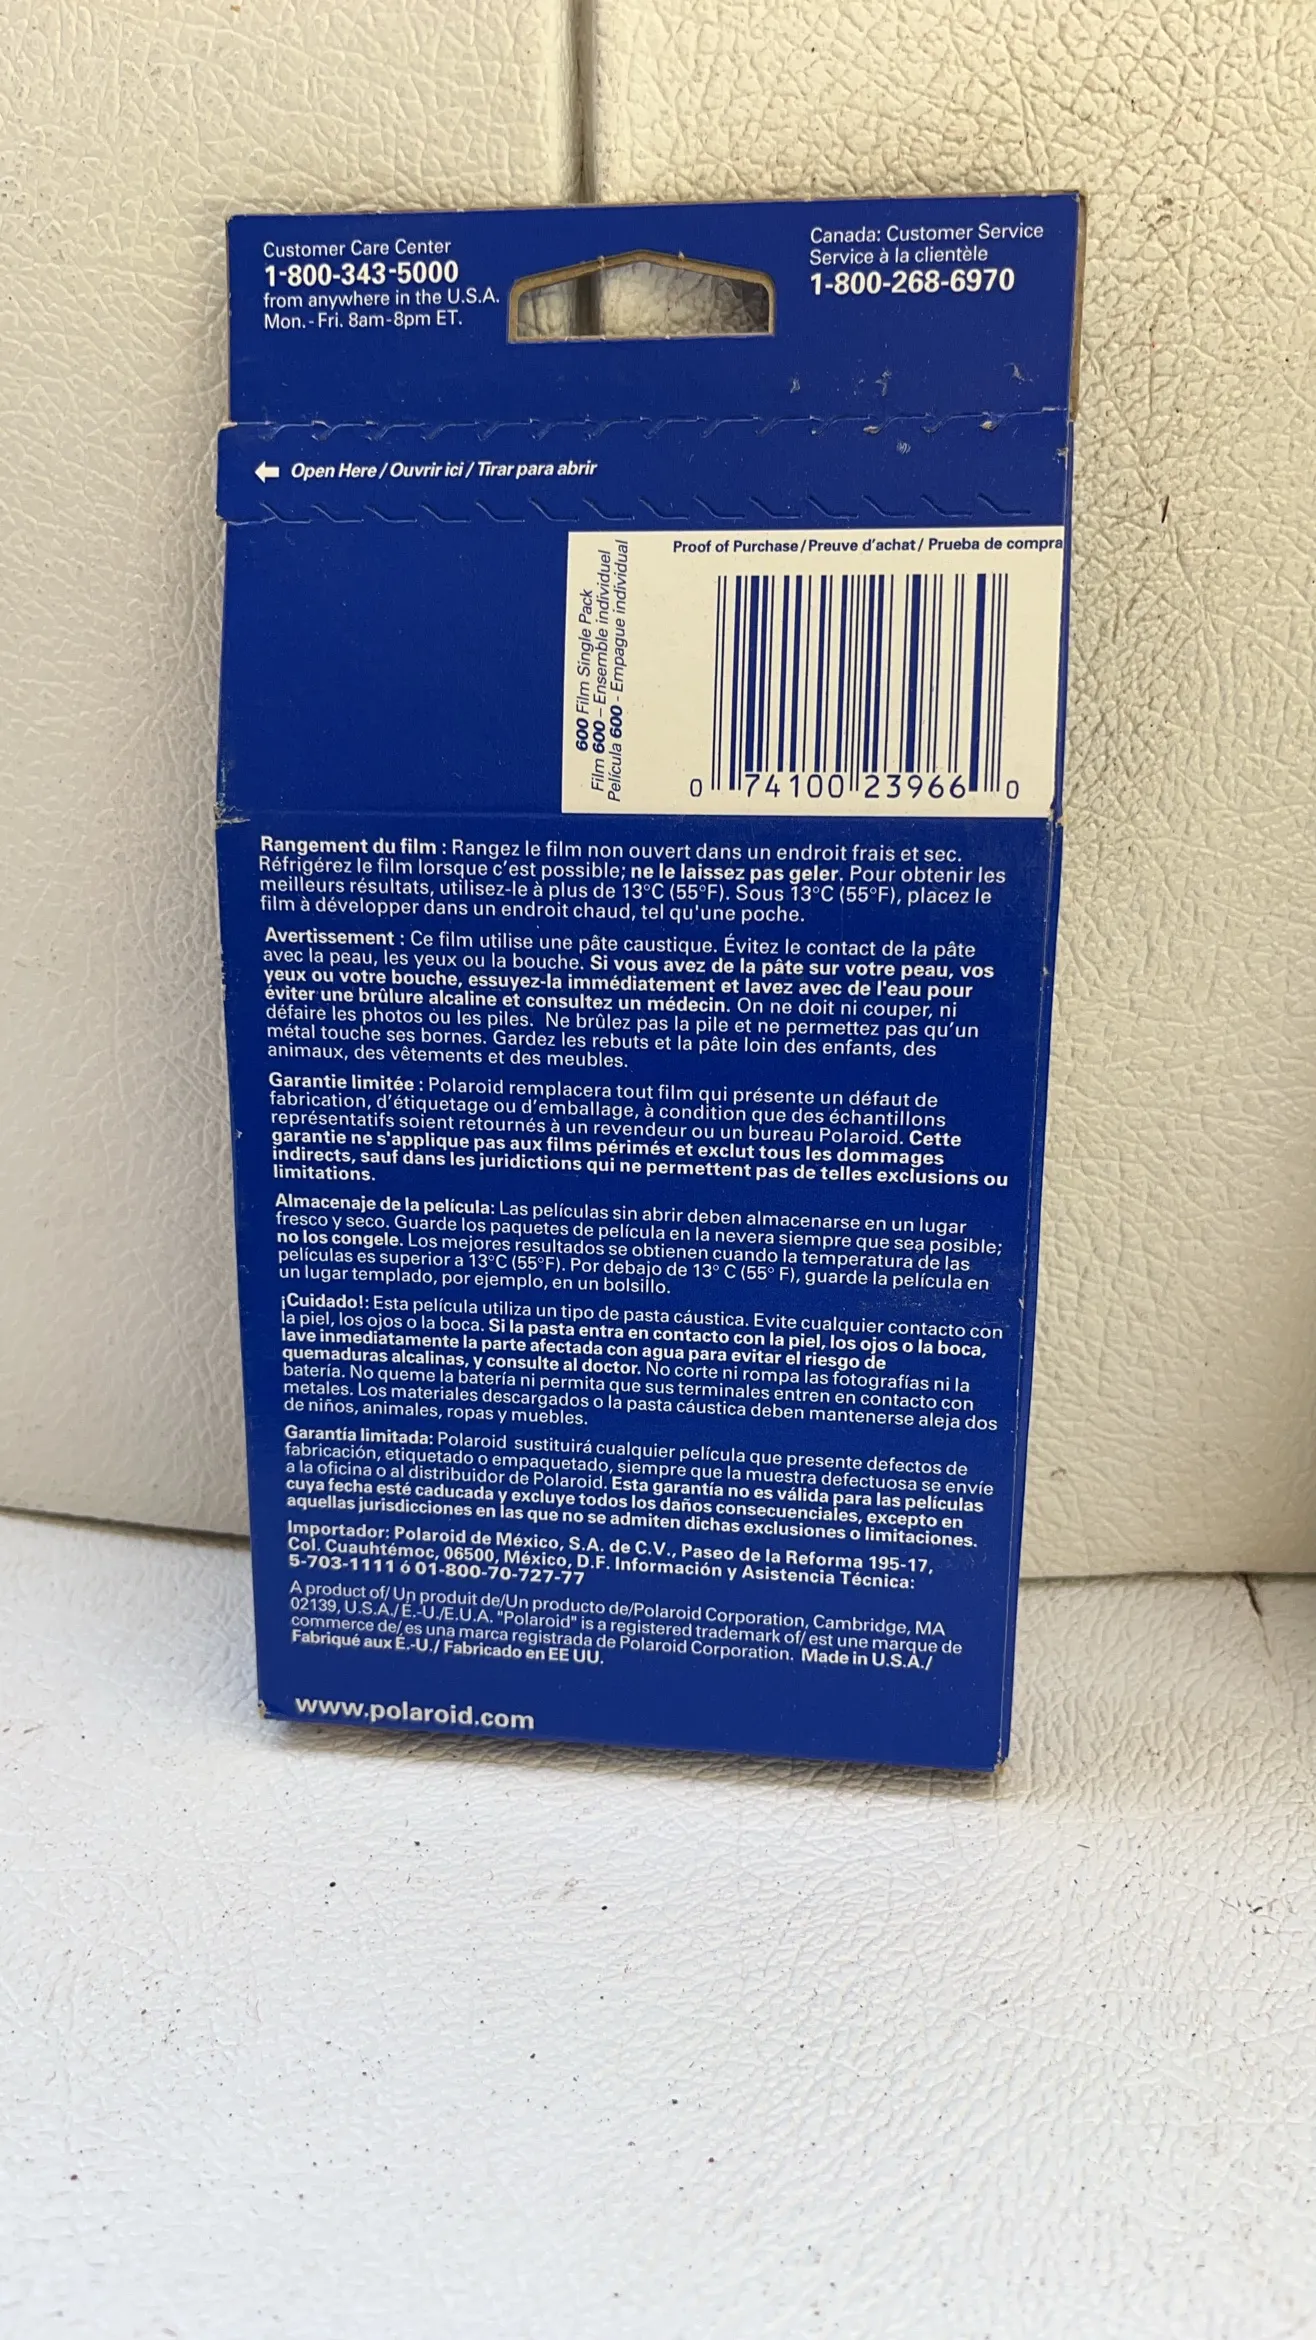 Customer Care Center
1-800-343-5000
from anywhere in the U.S.A.
Mon. - Fri. 8am-8pm ET.
Canada: Customer Service
Service à la clientèle
1-800-268-6970
Open Here / Ouvrir ici / Tirar para abrir
Proof of Purchase / Preuve d'achat / Prueba de compra
600 Film Single Pack
Film 600 – Ensemble individuel
Película 600 - Empague individual
0 74100 23966 0
Rangement du film : Rangez le film non ouvert dans un endroit frais et sec.
Réfrigérez le film lorsque c'est possible; ne le laissez pas geler. Pour obtenir les
meilleurs résultats, utilisez-le à plus de 13°C (55°F). Sous 13°C (55°F), placez le
film à développer dans un endroit chaud, tel qu'une poche.
Avertissement : Ce film utilise une pâte caustique. Évitez le contact de la pâte
avec la peau, les yeux ou la bouche. Si vous avez de la pâte sur votre peau, vos
yeux ou votre bouche, essuyez-la immédiatement et lavez avec de l'eau pour
éviter une brûlure alcaline et consultez un médecin. On ne doit ni couper, ni
défaire les photos ou les piles. Ne brûlez pas la pile et ne permettez pas qu'un
métal touche ses bornes. Gardez les rebuts et la pâte loin des enfants, des
animaux, des vêtements et des meubles.
Garantie limitée : Polaroid remplacera tout film qui présente un défaut de
fabrication, d'étiquetage ou d'emballage, à condition que des échantillons
représentatifs soient retournés à un revendeur ou un bureau Polaroid. Cette
garantie ne s'applique pas aux films périmés et exclut tous les dommages
indirects, sauf dans les juridictions qui ne permettent pas de telles exclusions ou
limitations.
Almacenaje de la película: Las películas sin abrir deben almacenarse en un lugar
fresco y seco. Guarde los paquetes de película en la nevera siempre que sea posible;
no los congele. Los mejores resultados se obtienen cuando la temperatura de las
películas es superior a 13°C (55°F). Por debajo de 13° C (55° F), guarde la película en
un lugar templado, por ejemplo, en un bolsillo.
¡Cuidado!: Esta película utiliza un tipo de pasta cáustica. Evite cualquier contacto con
la piel, los ojos o la boca. Si la pasta entra en contacto con la piel, los ojos o la boca,
lave inmediatamente la parte afectada con agua para evitar el riesgo de
quemaduras alcalinas, y consulte al doctor. No corte ni rompa las fotografías ni la
batería. No queme la batería ni permita que sus terminales entren en contacto con
metales. Los materiales descargados o la pasta cáustica deben mantenerse aleja dos
de niños, animales, ropas y muebles.
Garantía limitada: Polaroid sustituirá cualquier película que presente defectos de
fabricación, etiquetado o empaquetado, siempre que la muestra defectuosa se envíe
a la oficina o al distribuidor de Polaroid. Esta garantía no es válida para las películas
cuya fecha esté caducada y excluye todos los daños consecuenciales, excepto en
aquellas jurisdicciones en las que no se admiten dichas exclusiones o limitaciones.
Importador: Polaroid de México, S.A. de C.V., Paseo de la Reforma 195-17,
Col. Cuauhtémoc, 06500, México, D.F. Información y Asistencia Técnica:
5-703-1111 ó 01-800-70-727-77
A product of/ Un produit de/Un producto de/Polaroid Corporation, Cambridge, MA
02139, U.S.A./É.-U./E.U.A. "Polaroid" is a registered trademark of/ est une marque de
commerce de/ es una marca registrada de Polaroid Corporation. Made in U.S.A./
Fabriqué aux É.-U./ Fabricado en EE UU.
www.polaroid.com